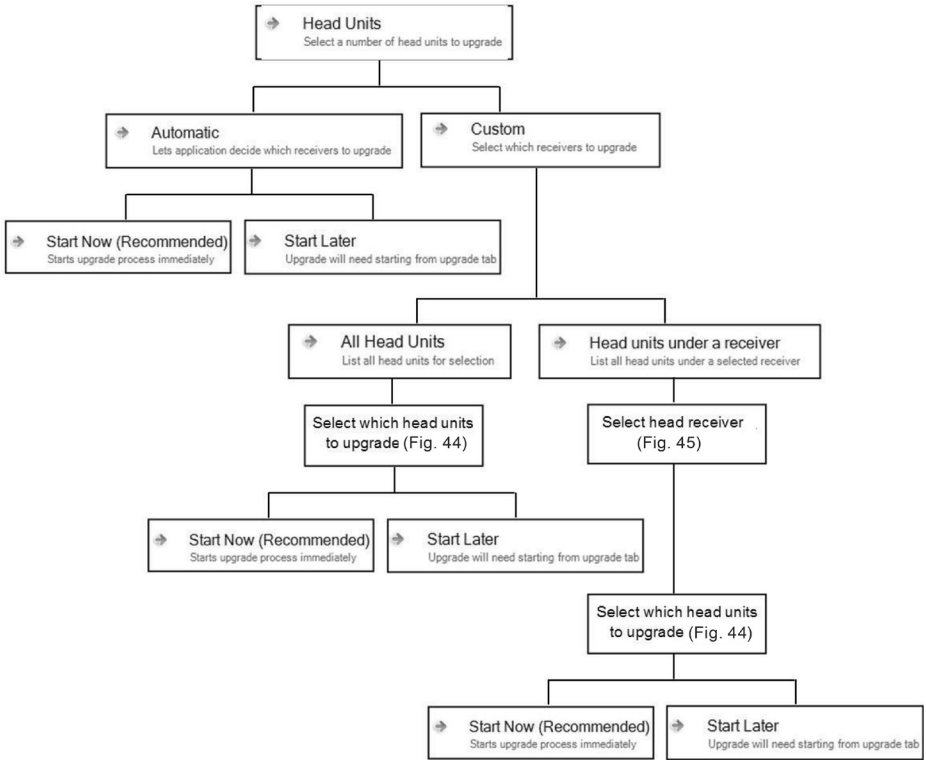 Head Units
Select a number of head units to upgrade
Automatic
Lets application decide which receivers to upgrade
Custom
Select which receivers to upgrade
Start Now (Recommended)
Starts upgrade process immediately
Start Later
Upgrade will need starting from upgrade tab
All Head Units
List all head units for selection
Head units under a receiver
List all head units under a selected receiver
Select which head units
to upgrade (Fig. 44)
Select head receiver
(Fig. 45)
Start Now (Recommended)
Starts upgrade process immediately
Start Later
Upgrade will need starting from upgrade tab
Select which head units
to upgrade (Fig. 44)
Start Now (Recommended)
Starts upgrade process immediately
Start Later
Upgrade will need starting from upgrade tab